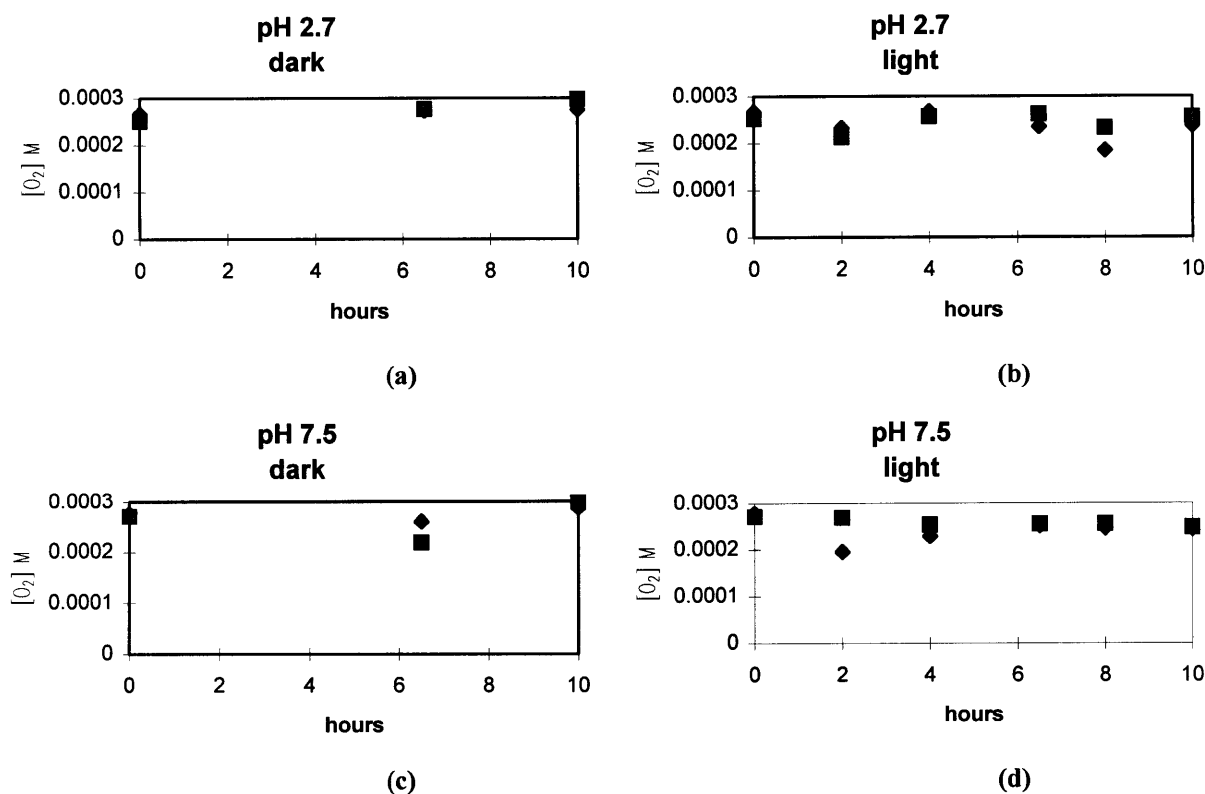 pH 2.7
dark
0.0003
0.0002
0.0001
0
[O₂] M
0 2 4 6 8 10
hours
(a)
pH 2.7
light
0.0003
0.0002
0.0001
0
[O₂] M
0 2 4 6 8 10
hours
(b)
pH 7.5
dark
0.0003
0.0002
0.0001
0
[O₂] M
0 2 4 6 8 10
hours
(c)
pH 7.5
light
0.0003
0.0002
0.0001
0
[O₂] M
0 2 4 6 8 10
hours
(d)